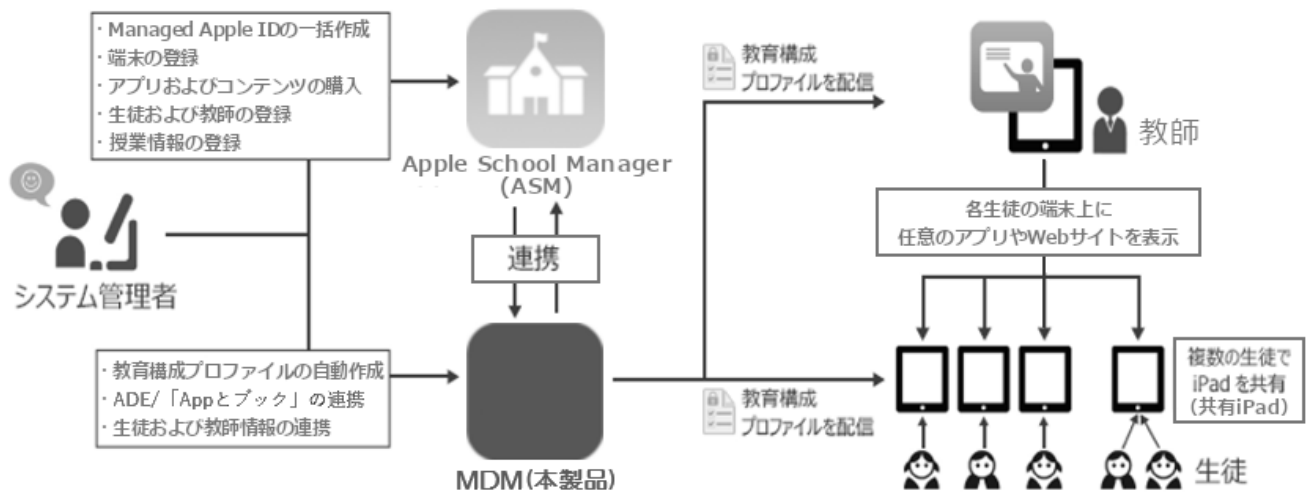 ・Managed Apple IDの一括作成
・端末の登録
・アプリおよびコンテンツの購入
・生徒および教師の登録
・授業情報の登録
Apple School Manager
(ASM)
教育構成
プロファイルを配信
教師
各生徒の端末上に
任意のアプリやWebサイトを表示
連携
システム管理者
・教育構成プロファイルの自動作成
・ADE/「Appとブック」の連携
・生徒および教師情報の連携
MDM(本製品)
教育構成
プロファイルを配信
複数の生徒で
iPadを共有
(共有iPad)
生徒